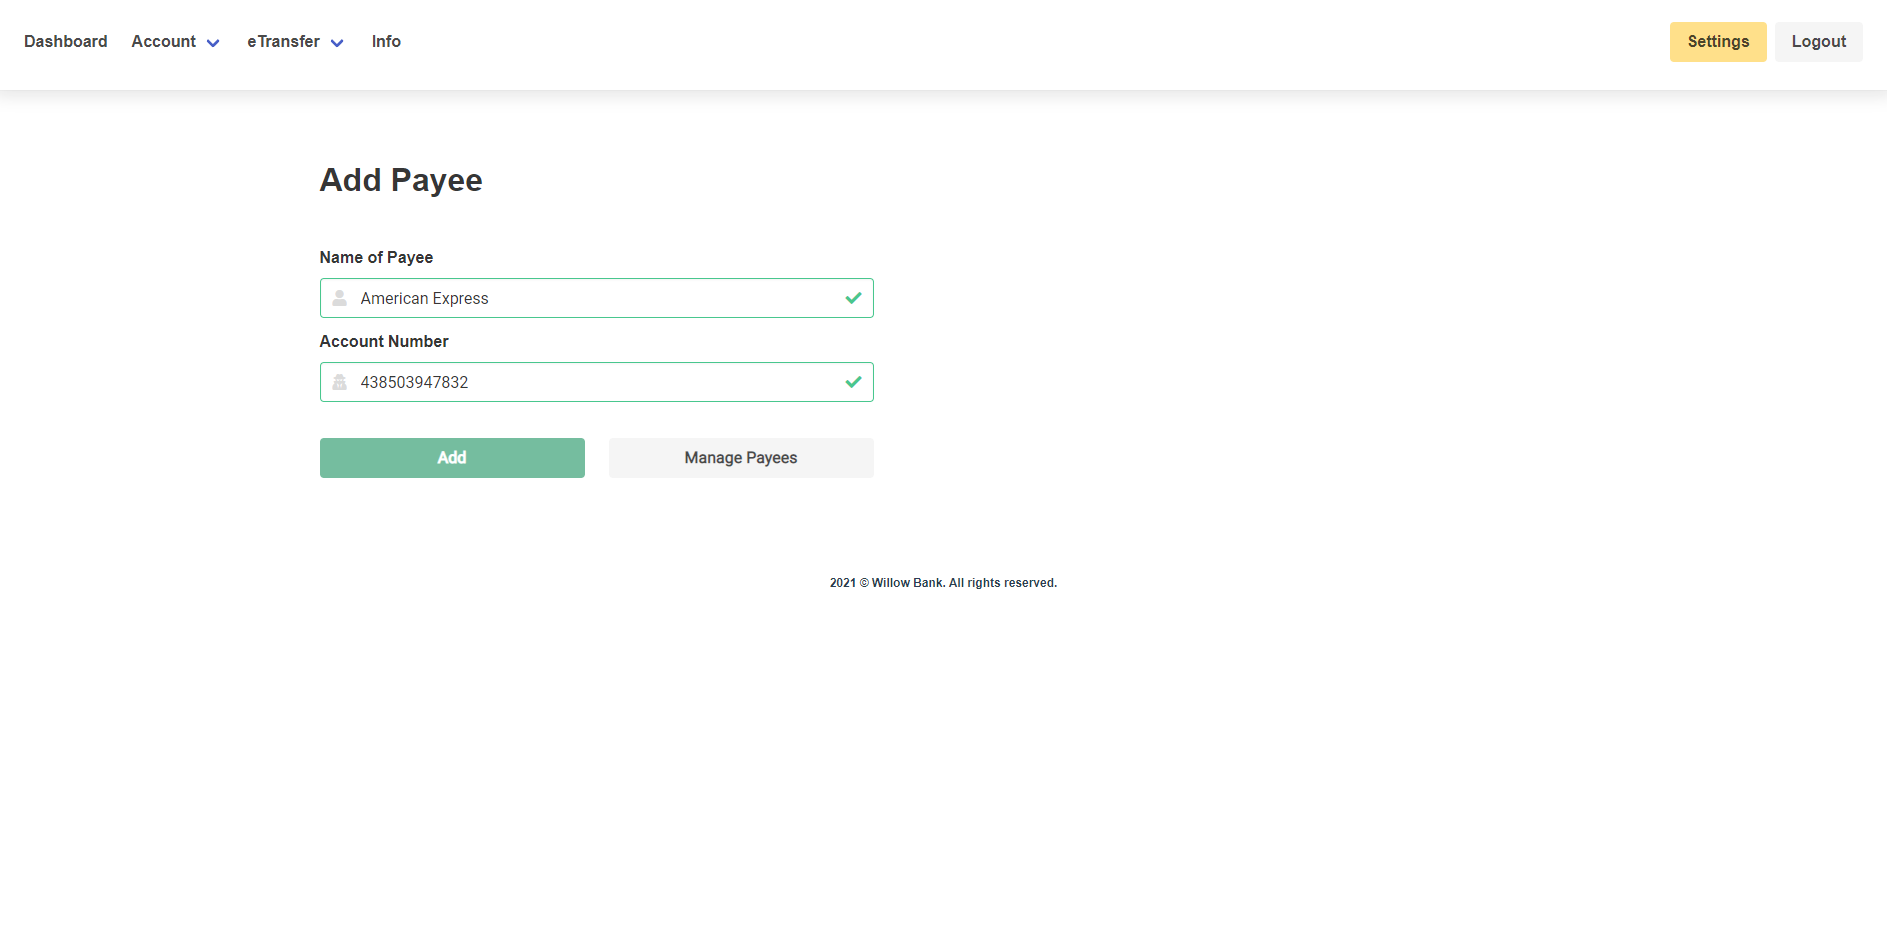 Dashboard Account eTransfer Info Settings Logout
Add Payee
Name of Payee
American Express
Account Number
438503947832
Add Manage Payees
2021 © Willow Bank. All rights reserved.